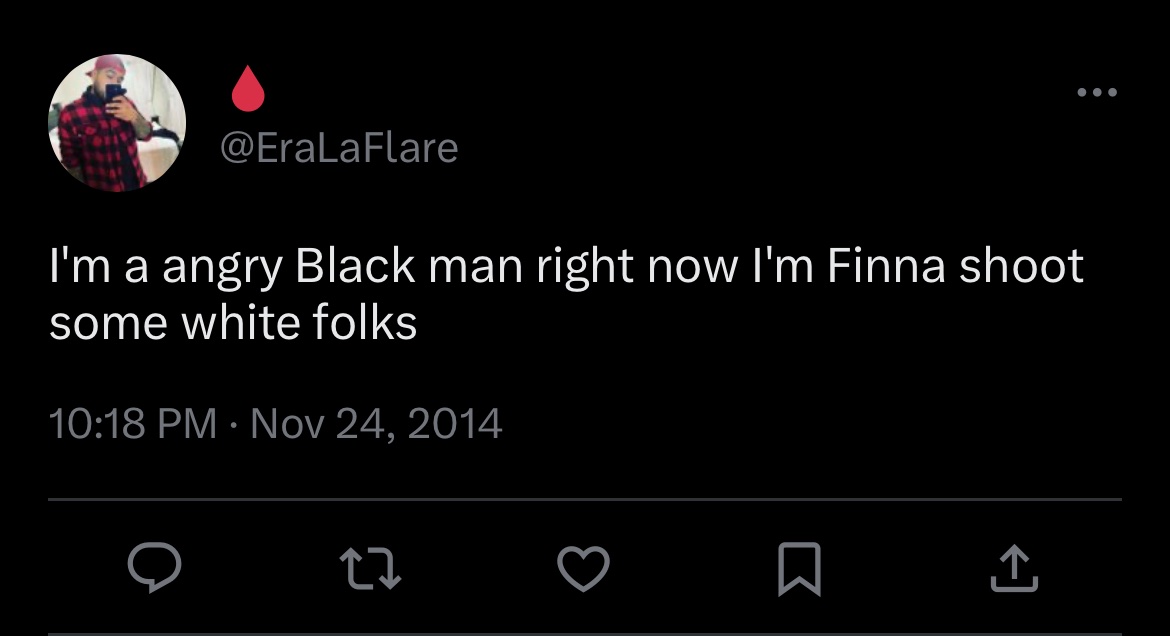 @EraLaFlare
I'm a angry Black man right now I'm Finna shoot
some white folks
10:18 PM · Nov 24, 2014